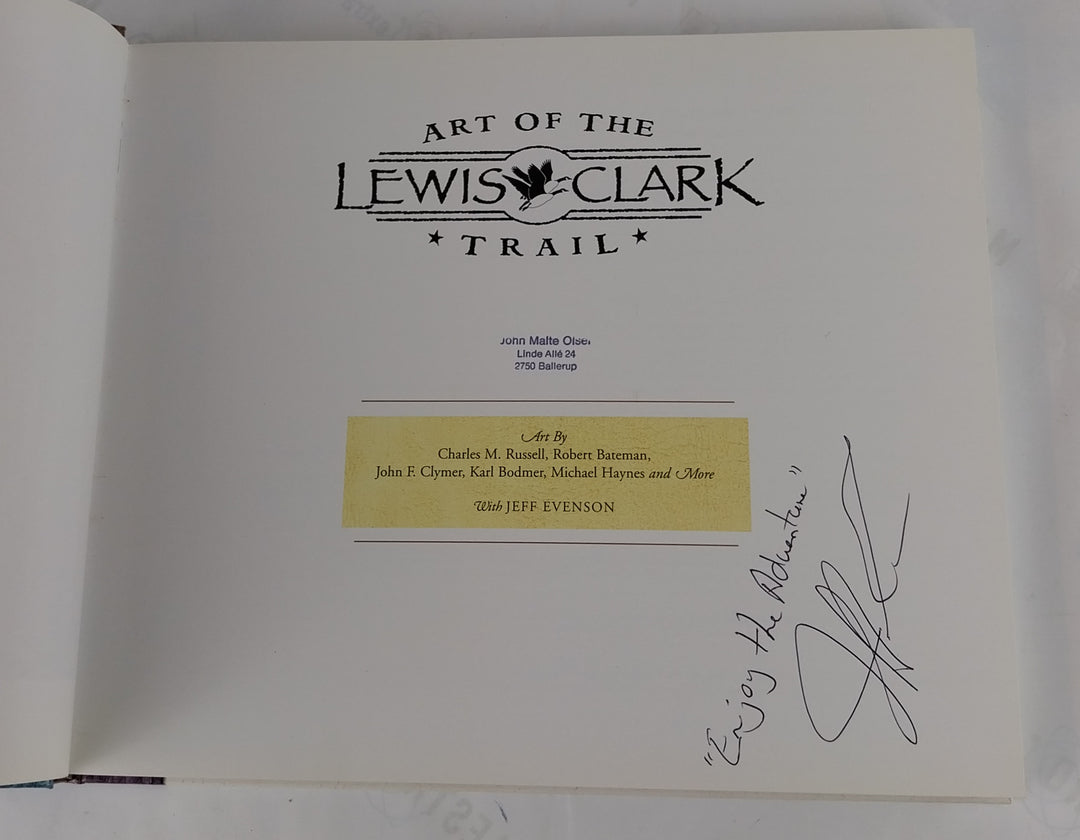 ART OF THE
LEWIS CLARK
★ TRAIL ★
John Malte Olsen
Linde Allé 24
2750 Ballerup
Art By
Charles M. Russell, Robert Bateman,
John F. Clymer, Karl Bodmer, Michael Haynes and More
With JEFF EVENSON
"Enjoy the Adventure"